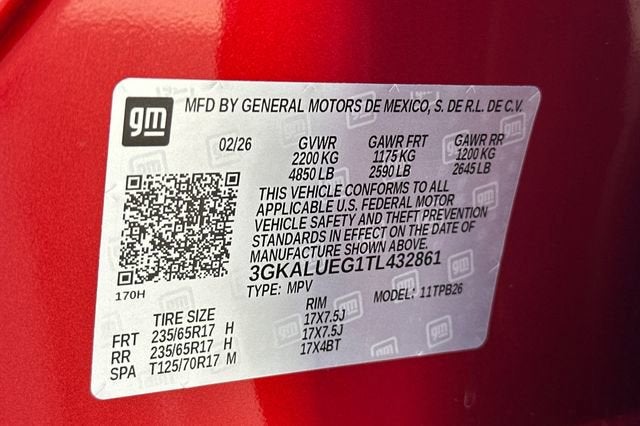 gm
MFD BY GENERAL MOTORS DE MEXICO, S. DE R.L. DE C.V.
02/26 GVWR GAWR FRT GAWR RR
2200 KG 1175 KG 1200 KG
4850 LB 2590 LB 2645 LB
THIS VEHICLE CONFORMS TO ALL
APPLICABLE U.S. FEDERAL MOTOR
VEHICLE SAFETY AND THEFT PREVENTION
STANDARDS IN EFFECT ON THE DATE OF
MANUFACTURE SHOWN ABOVE.
3GKALUEG1TL432861
170H
TYPE: MPV MODEL: 11TPB26
TIRE SIZE RIM
FRT 235/65R17 H 17X7.5J
RR 235/65R17 H 17X7.5J
SPA T125/70R17 M 17X4BT